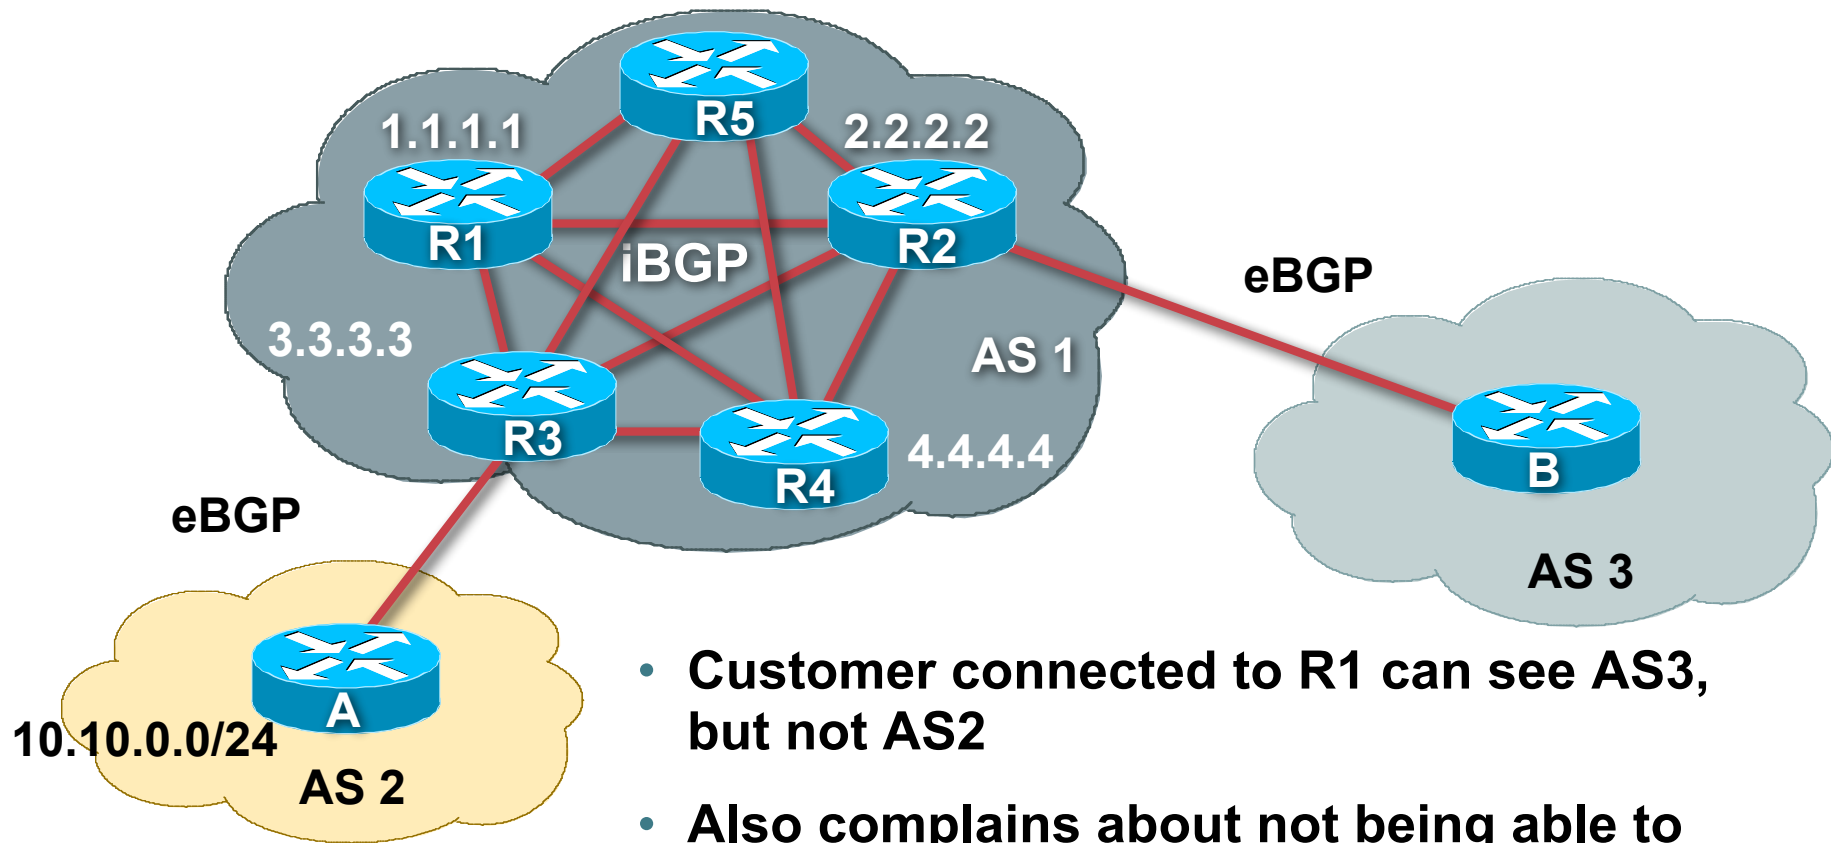 R5
1.1.1.1
2.2.2.2
R1
iBGP
R2
eBGP
3.3.3.3
AS 1
R3
4.4.4.4
R4
B
eBGP
AS 3
A
10.10.0.0/24
AS 2
• Customer connected to R1 can see AS3,
but not AS2
• Also complains about not being able to